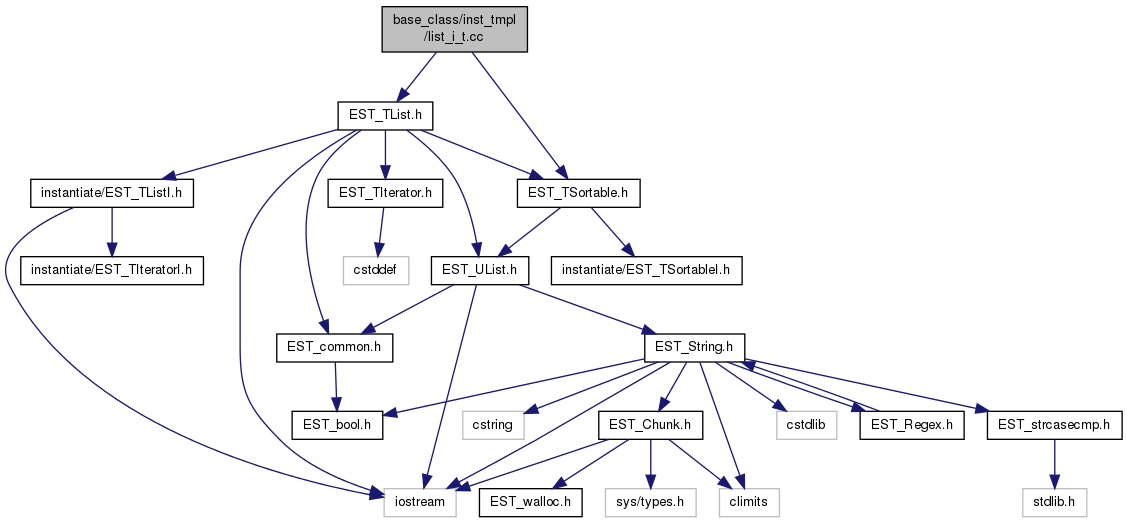 base_class/inst_tmpl
/list_i_t.cc
EST_TList.h
instantiate/EST_TListI.h
EST_TIterator.h
EST_TSortable.h
instantiate/EST_TIteratorI.h
cstddef
EST_UList.h
instantiate/EST_TSortableI.h
EST_common.h
EST_String.h
EST_bool.h
cstring
EST_Chunk.h
cstdlib
EST_Regex.h
EST_strcasecmp.h
iostream
EST_walloc.h
sys/types.h
climits
stdlib.h